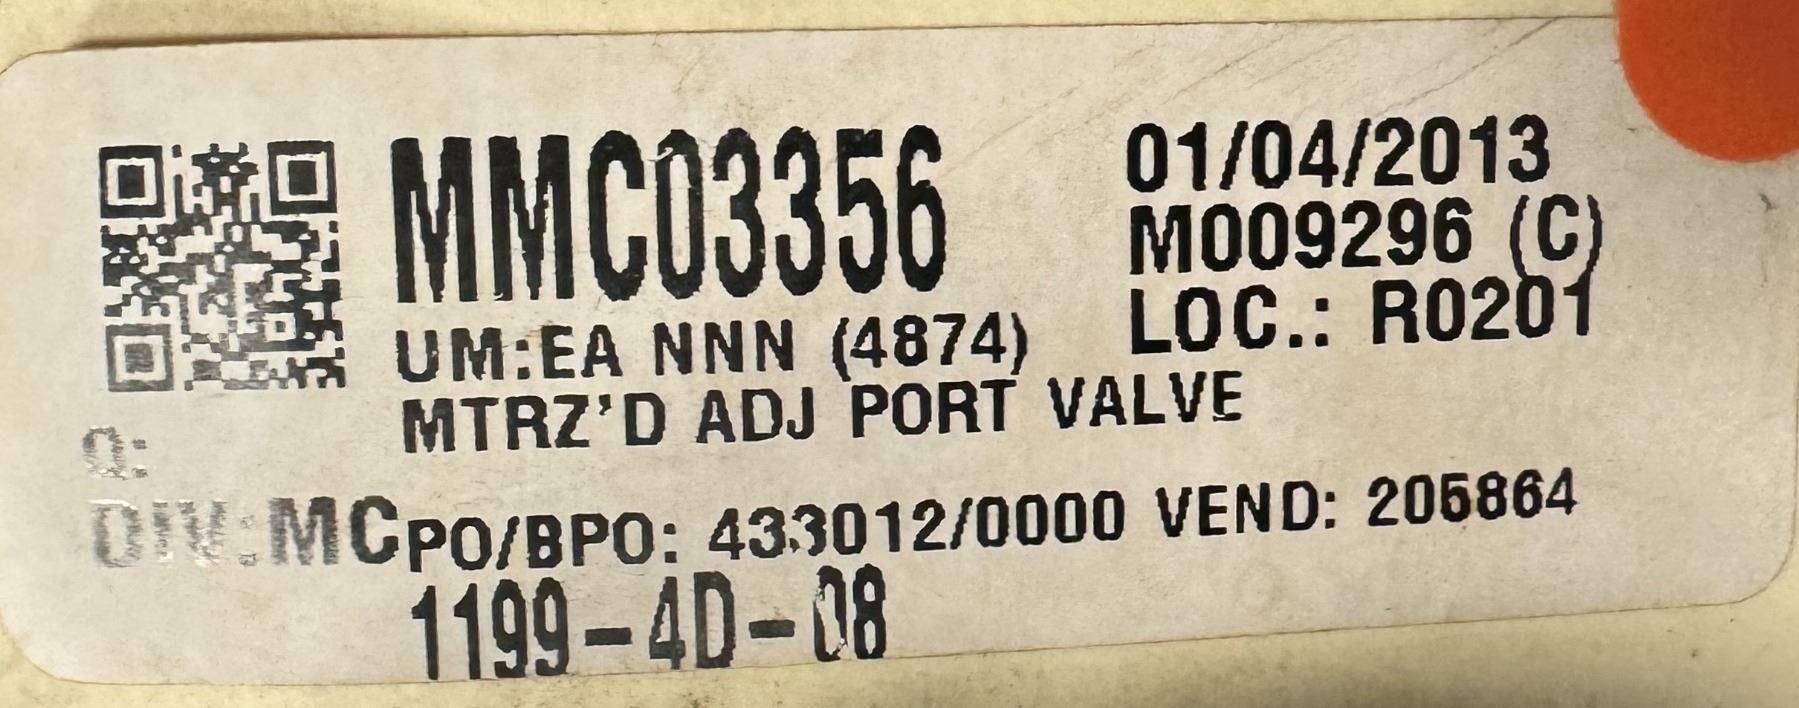 MMC03356
01/04/2013
M009296 (C)
LOC.: R0201
UM:EA NNN (4874)
MTRZ'D ADJ PORT VALVE
Q:
DIV.:MC
PO/BPO: 433012/0000 VEND: 205864
1199-4D-08